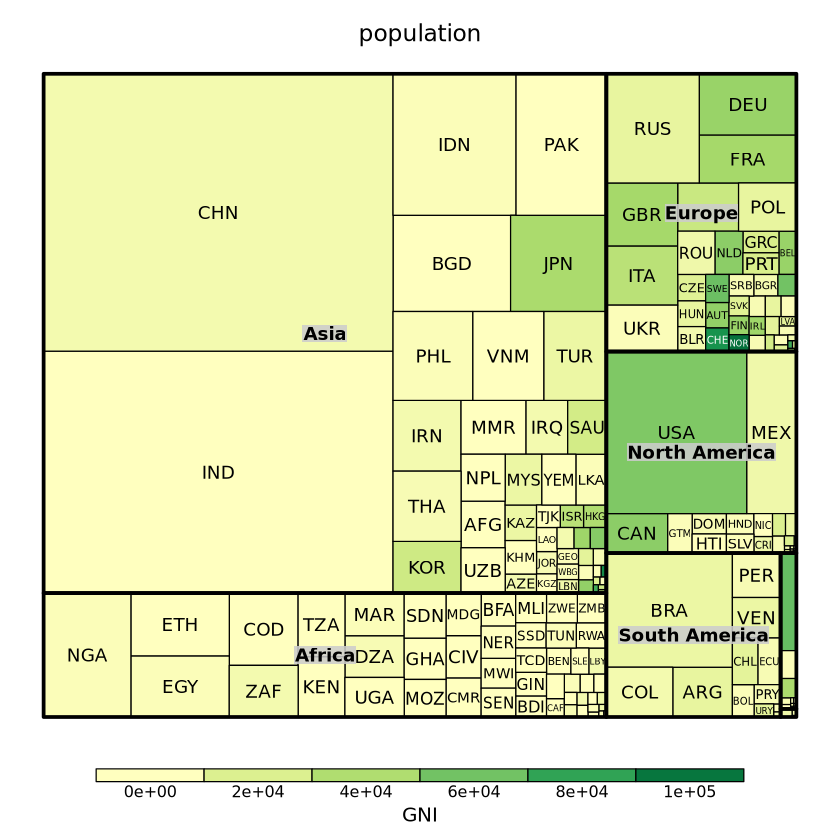 population
CHN
IDN
PAK
BGD
JPN
Asia
PHL
VNM
TUR
IND
IRN
MMR
IRQ
SAU
THA
NPL
MYS
YEM
LKA
AFG
KAZ
TJK
ISR
HKG
LAO
KOR
UZB
KHM
JOR
GEO
WBG
AZE
KGZ
LBN
RUS
DEU
FRA
GBR
Europe
POL
ITA
ROU
NLD
GRC
BEL
PRT
CZE
SWE
SRB
BGR
UKR
HUN
AUT
SVK
FIN
IRL
LVA
BLR
CHE
NOR
USA
MEX
North America
CAN
GTM
DOM
HND
NIC
HTI
SLV
CRI
BRA
PER
VEN
South America
CHL
ECU
COL
ARG
BOL
PRY
URY
NGA
ETH
EGY
COD
ZAF
TZA
KEN
Africa
MAR
DZA
UGA
SDN
GHA
MOZ
MDG
CIV
CMR
BFA
NER
MWI
SEN
MLI
ZWE
ZMB
SSD
TUN
RWA
TCD
BEN
SLE
LBY
GIN
BDI
CAF
0e+00
2e+04
4e+04
6e+04
8e+04
1e+05
GNI